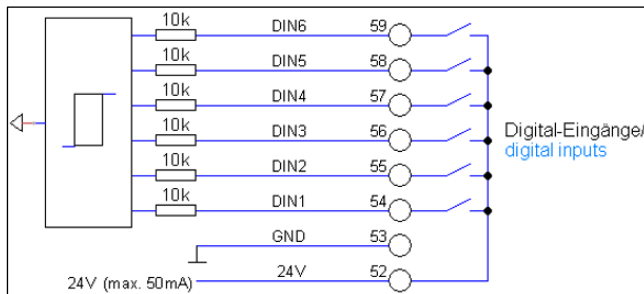 10k DIN6 59
10k DIN5 58
10k DIN4 57
10k DIN3 56
10k DIN2 55
10k DIN1 54
GND 53
24V (max. 50mA) 24V 52
Digital-Eingänge/
digital inputs